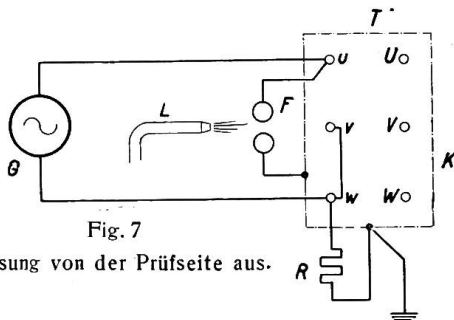 T
u U
L F
v V
K
G
w W
Fig. 7
R
sung von der Prüfseite aus.